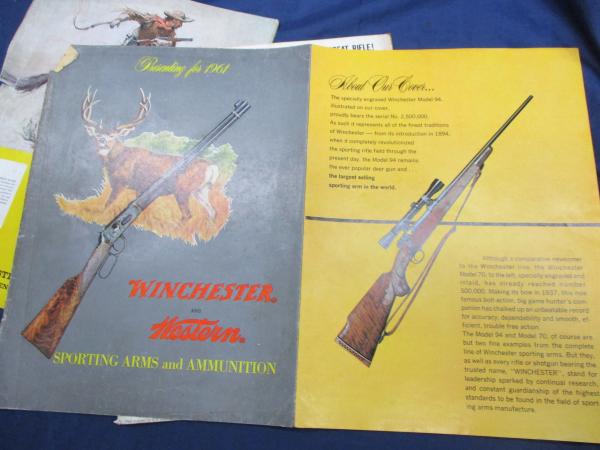 EAT RIFLE!
Presenting for 1961
WINCHESTER®
AND
Western®
SPORTING ARMS and AMMUNITION
About Our Cover...
The specially engraved Winchester Model 94,
illustrated on our cover,
proudly bears the serial No. 2,500,000.
As such it represents all of the finest traditions
of Winchester — from its introduction in 1894,
when it completely revolutionized
the sporting rifle field through the
present day, the Model 94 remains
the ever popular deer gun and
the largest selling
sporting arm in the world.
Although a comparative newcomer
to the Winchester line, the Winchester
Model 70, to the left, specially engraved and
inlaid, has already reached number
500,000. Making its bow in 1937, this now
famous bolt-action, big game hunter's com-
panion has chalked up an unbeatable record
for accuracy, dependability and smooth, ef-
ficient, trouble free action.
The Model 94 and Model 70, of course are
but two fine examples from the complete
line of Winchester sporting arms. But they,
as well as every rifle or shotgun bearing the
trusted name, "WINCHESTER", stand for
leadership sparked by continual research,
and constant guardianship of the highest
standards to be found in the field of sport
ing arms manufacture.